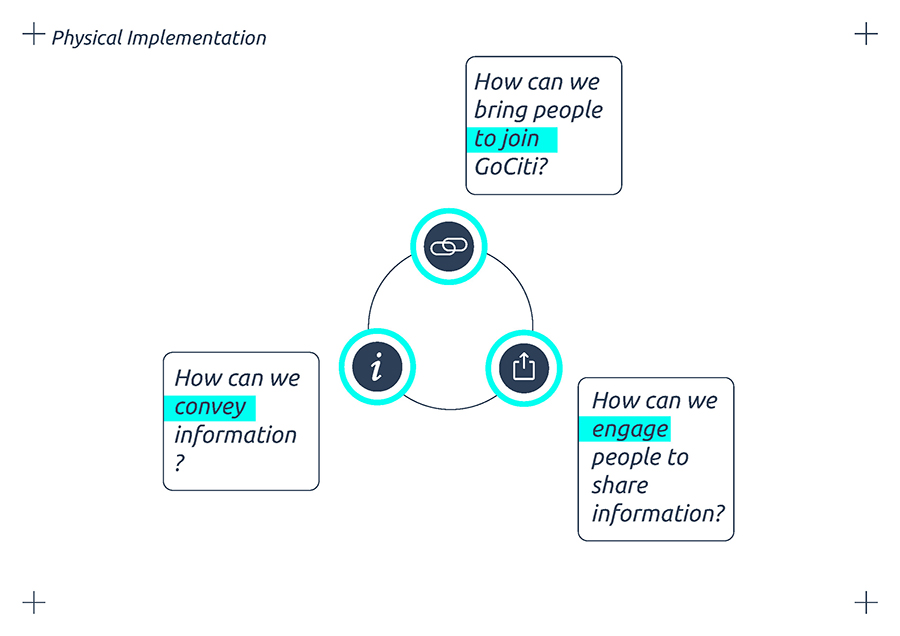 Physical Implementation
How can we
bring people
to join
GoCiti?
How can we
convey
information
?
How can we
engage
people to
share
information?